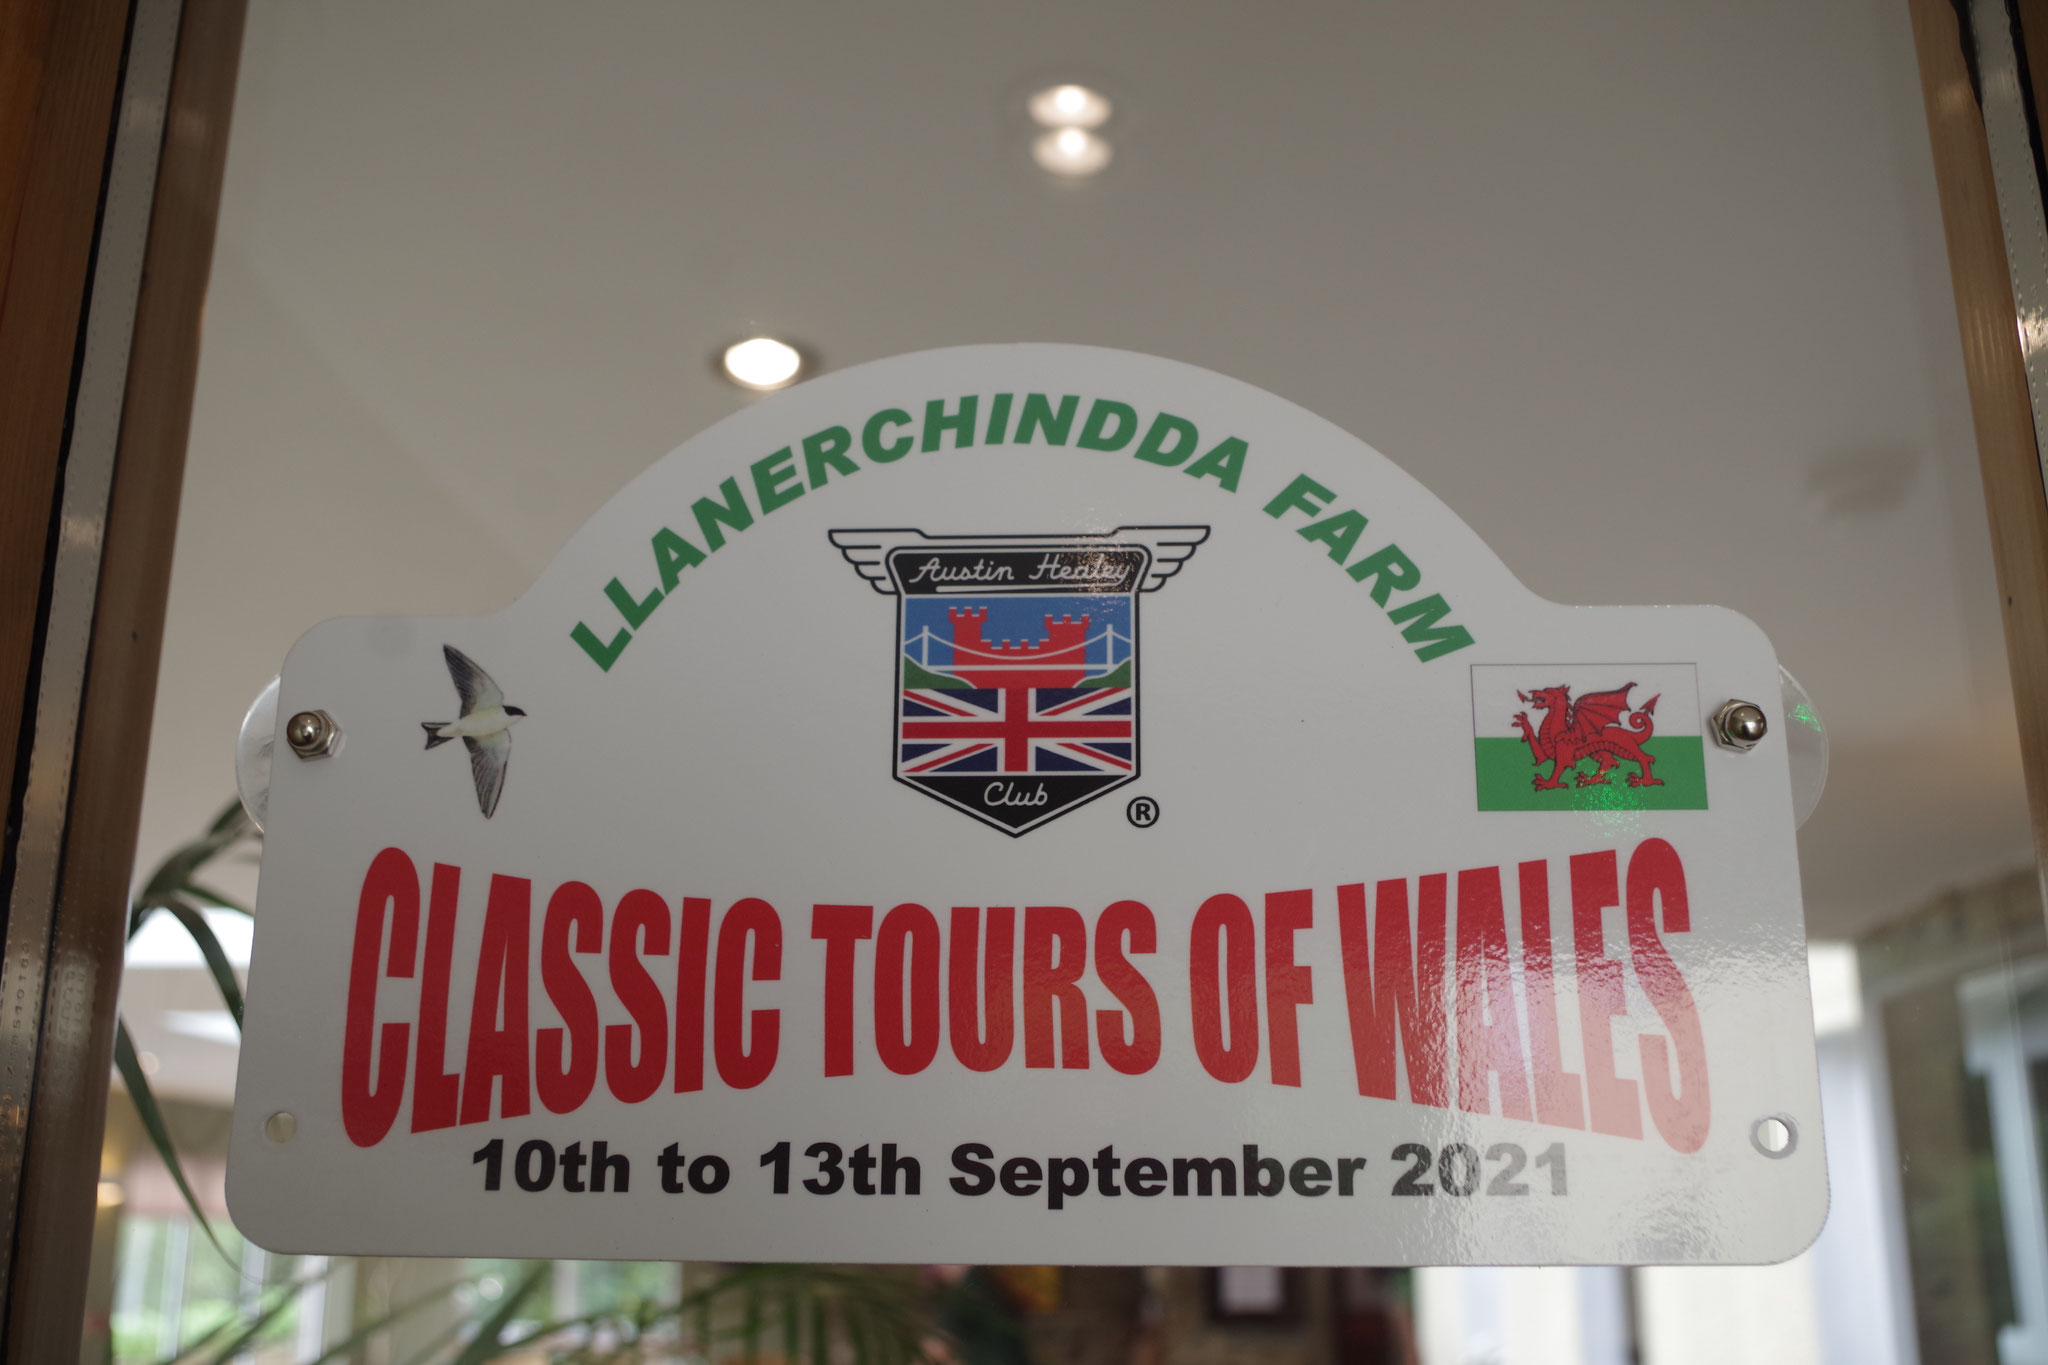 LLANERCHINDDA FARM
Austin Healey
Club
®
CLASSIC TOURS OF WALES
10th to 13th September 2021